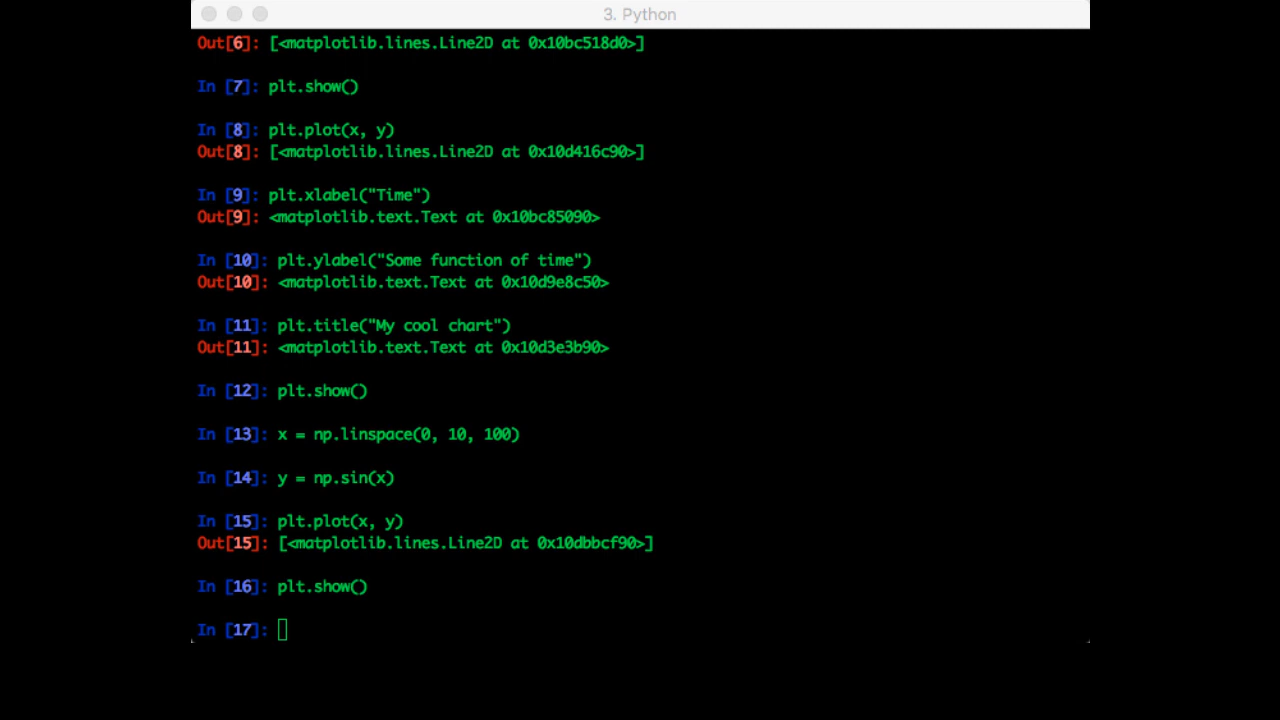 3. Python
Out[6]: [<matplotlib.lines.Line2D at 0x10bc518d0>]
In [7]: plt.show()
In [8]: plt.plot(x, y)
Out[8]: [<matplotlib.lines.Line2D at 0x10d416c90>]
In [9]: plt.xlabel("Time")
Out[9]: <matplotlib.text.Text at 0x10bc85090>
In [10]: plt.ylabel("Some function of time")
Out[10]: <matplotlib.text.Text at 0x10d9e8c50>
In [11]: plt.title("My cool chart")
Out[11]: <matplotlib.text.Text at 0x10d3e3b90>
In [12]: plt.show()
In [13]: x = np.linspace(0, 10, 100)
In [14]: y = np.sin(x)
In [15]: plt.plot(x, y)
Out[15]: [<matplotlib.lines.Line2D at 0x10dbbcf90>]
In [16]: plt.show()
In [17]: